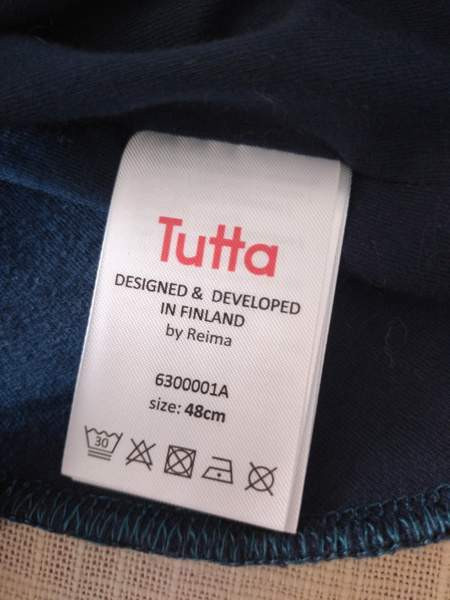 Tutta
DESIGNED & DEVELOPED
IN FINLAND
by Reima
6300001A
size: 48cm
30